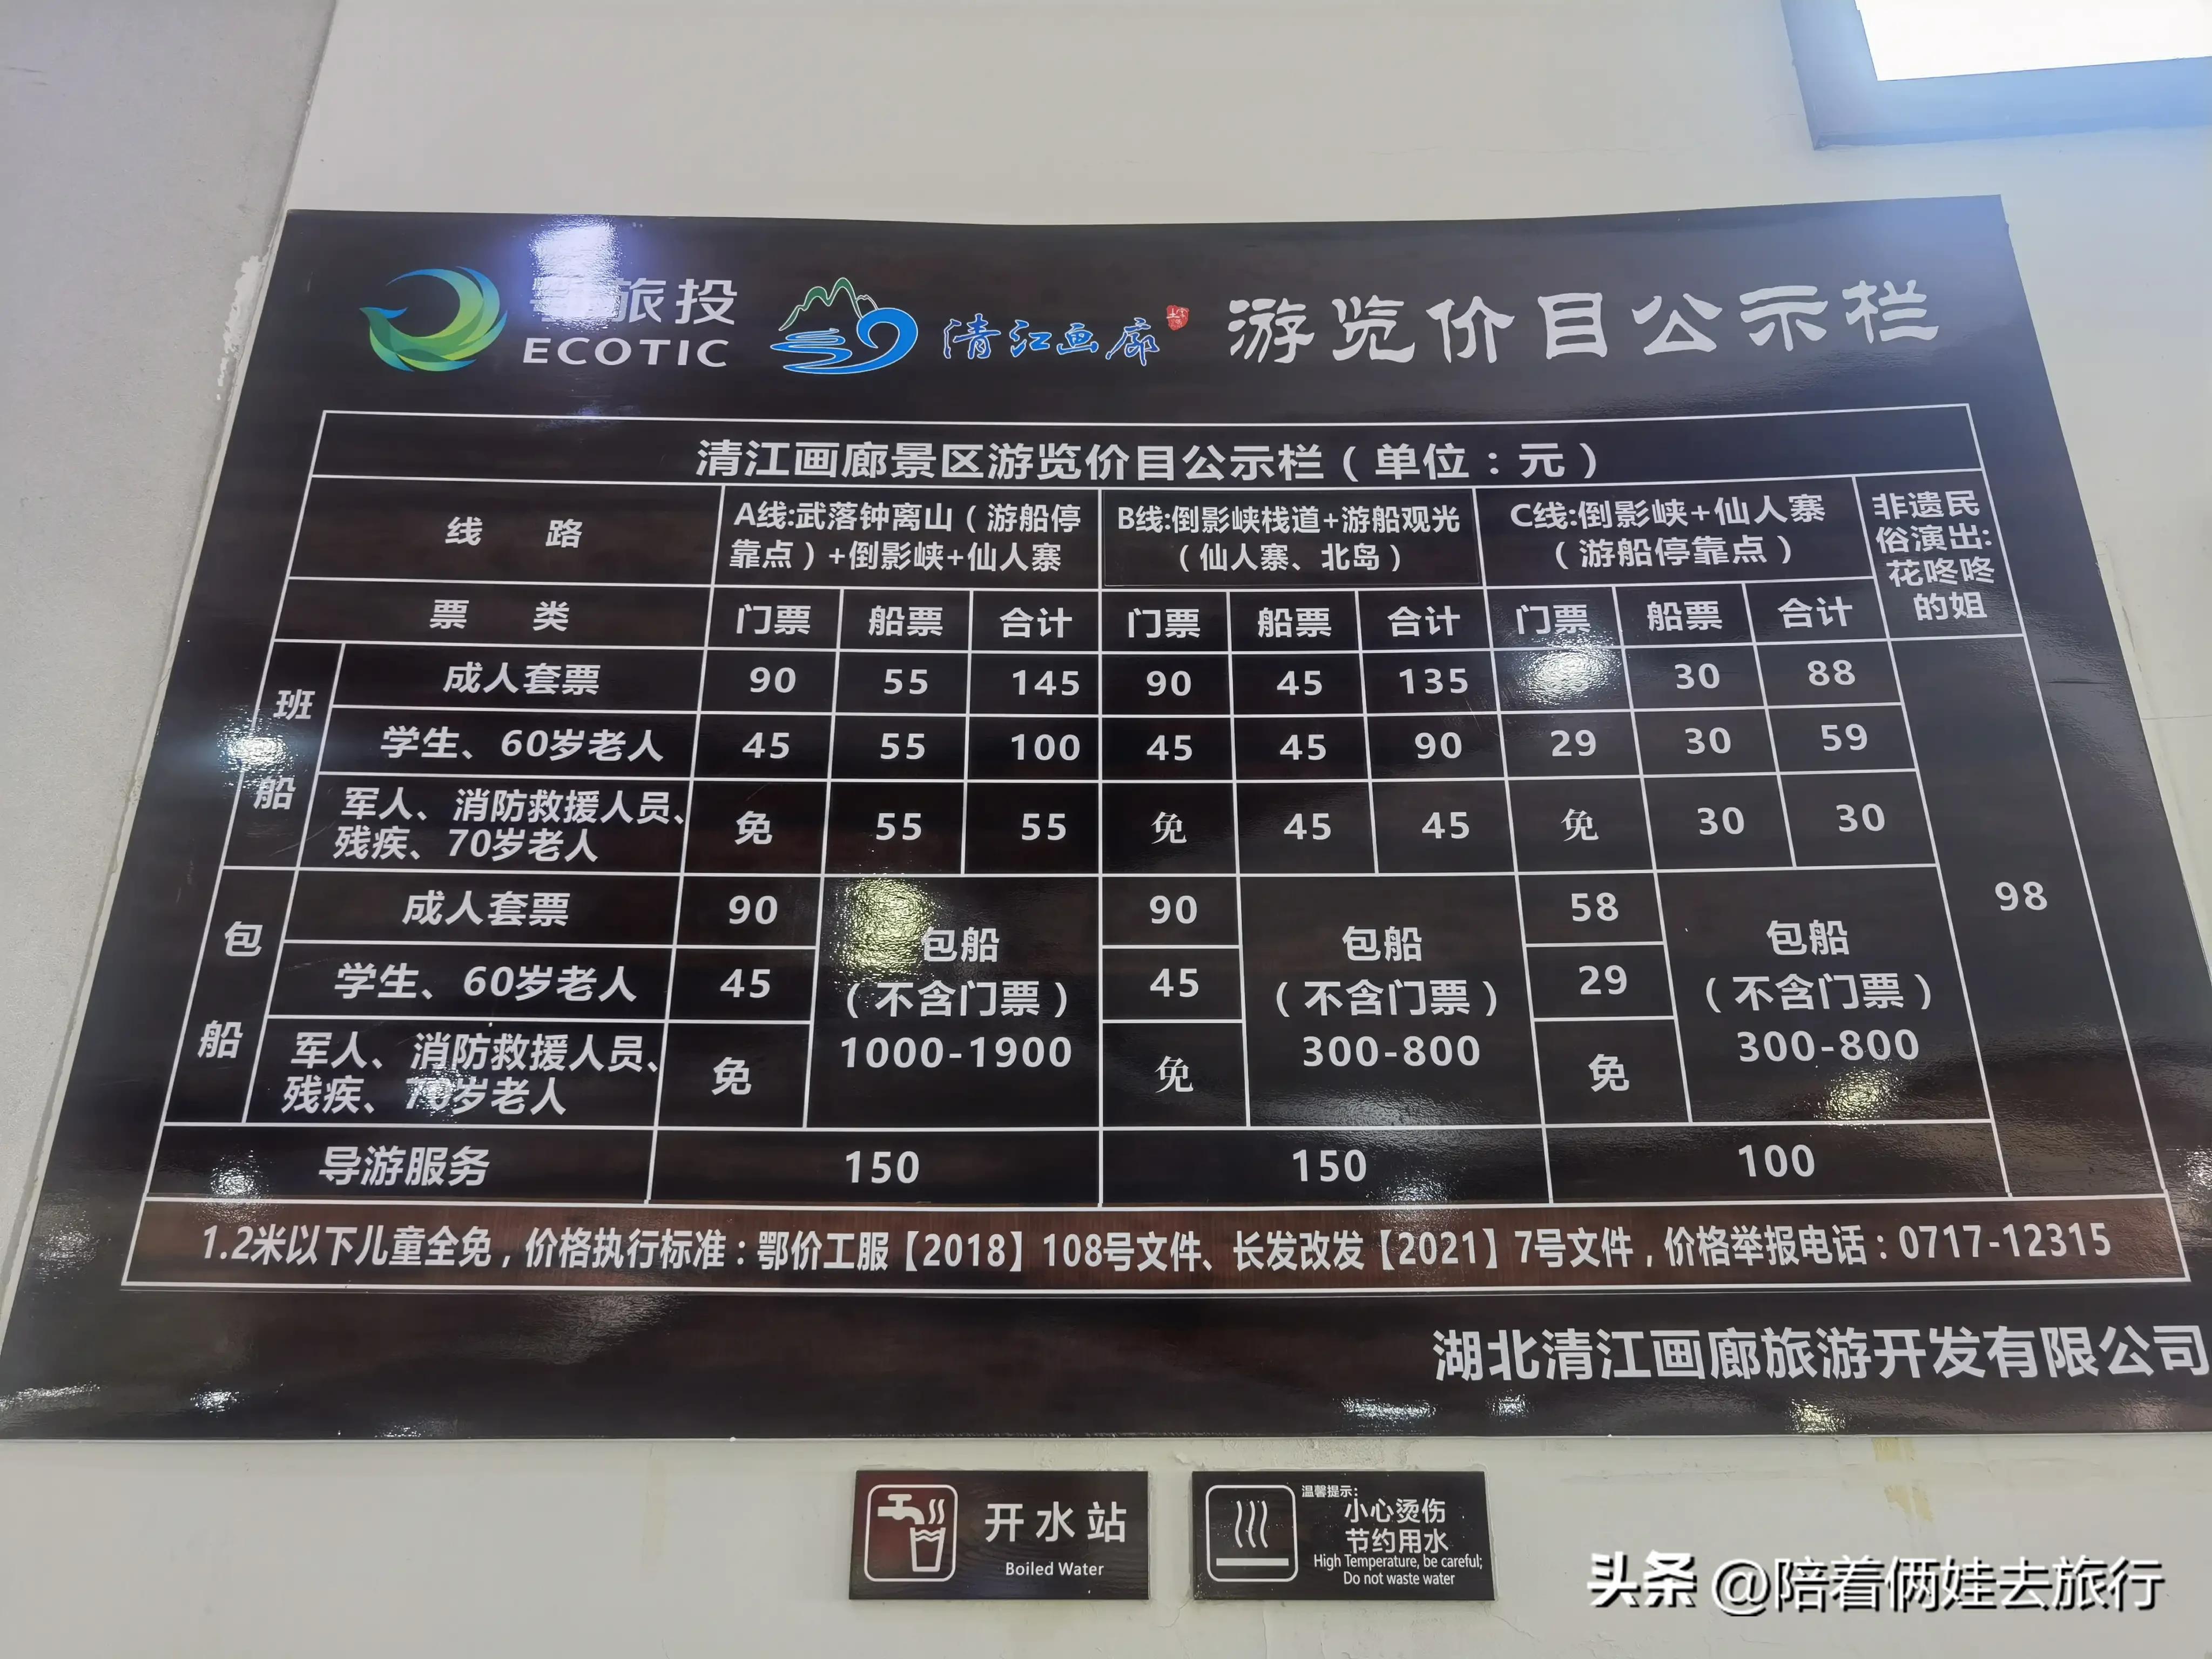 旅投
ECOTIC
清江画廊
游览价目公示栏
清江画廊景区游览价目公示栏（单位：元）
线 路
A线:武落钟离山（游船停
靠点）+倒影峡+仙人寨
B线:倒影峡栈道+游船观光
（仙人寨、北岛）
C线:倒影峡+仙人寨
（游船停靠点）
非遗民
俗演出:
花咚咚
的姐
票 类 门票 船票 合计 门票 船票 合计 门票 船票 合计
班船
成人套票 90 55 145 90 45 135 30 88
学生、60岁老人 45 55 100 45 45 90 29 30 59
军人、消防救援人员、
残疾、70岁老人
免 55 55 免 45 45 免 30 30
98
包船
成人套票 90 90 58
学生、60岁老人 45 45 29
军人、消防救援人员、
残疾、70岁老人
免 免 免
包船
（不含门票）
1000-1900
包船
（不含门票）
300-800
包船
（不含门票）
300-800
导游服务 150 150 100
1.2米以下儿童全免，价格执行标准：鄂价工服【2018】108号文件、长发改发【2021】7号文件，价格举报电话：0717-12315
湖北清江画廊旅游开发有限公司
开水站
Boiled Water
温馨提示:
小心烫伤
节约用水
High Temperature, be careful;
Do not waste water
头条 @陪着俩娃去旅行